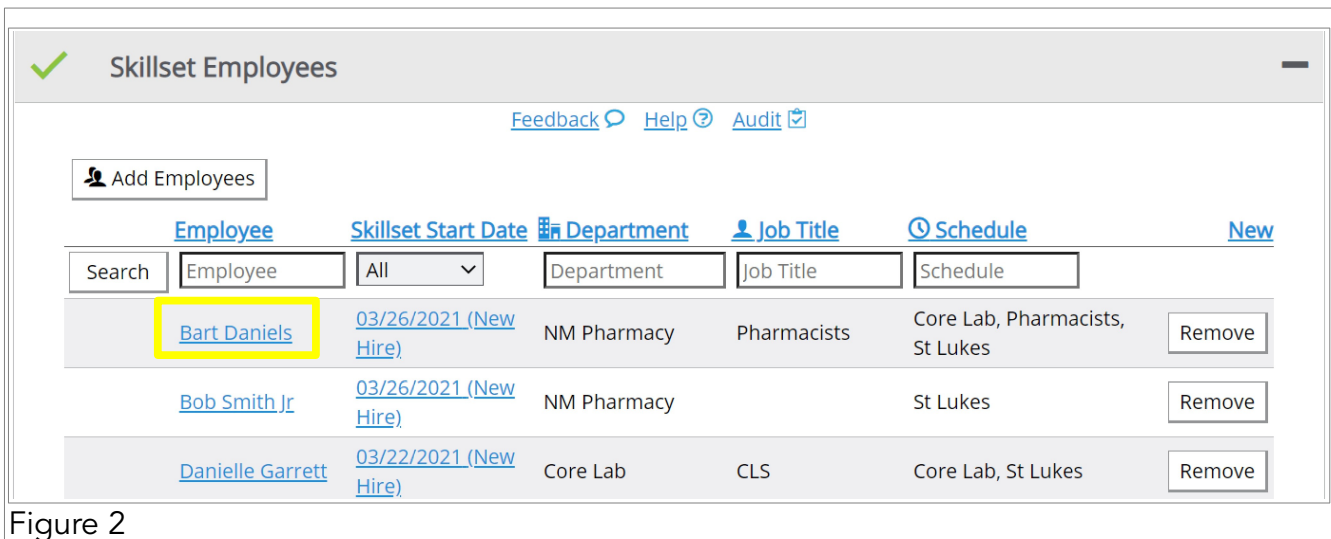 Skillset Employees
Feedback Help Audit
Add Employees
Employee Skillset Start Date Department Job Title Schedule New
Search Employee All Department Job Title Schedule
Bart Daniels 03/26/2021 (New Hire) NM Pharmacy Pharmacists Core Lab, Pharmacists, St Lukes Remove
Bob Smith Jr 03/26/2021 (New Hire) NM Pharmacy St Lukes Remove
Danielle Garrett 03/22/2021 (New Hire) Core Lab CLS Core Lab, St Lukes Remove
Figure 2